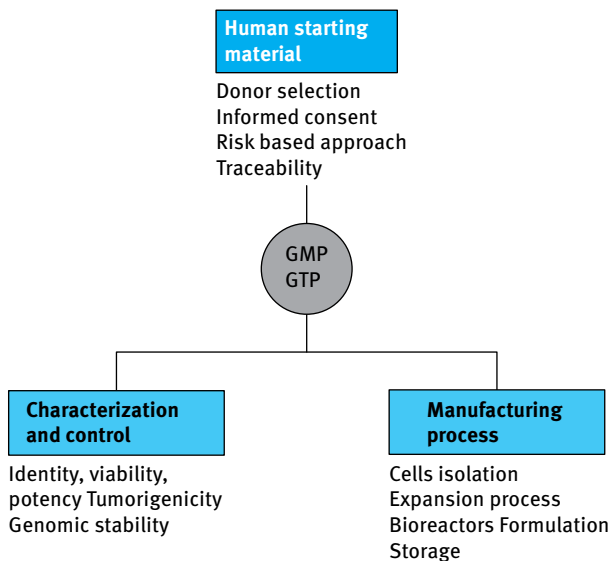 Human starting
material
Donor selection
Informed consent
Risk based approach
Traceability
GMP
GTP
Characterization
and control
Identity, viability,
potency Tumorigenicity
Genomic stability
Manufacturing
process
Cells isolation
Expansion process
Bioreactors Formulation
Storage